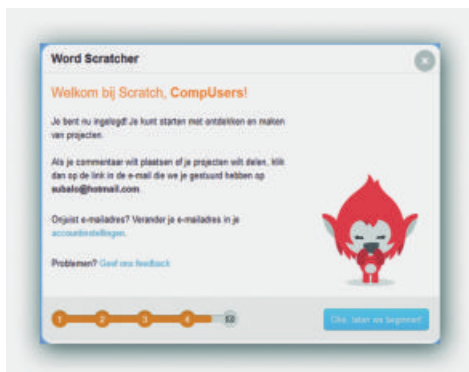 Word Scratcher
Welkom bij Scratch, CompUsers!
Je bent nu ingelogd! Je kunt starten met ontdekken en maken
van projecten.
Als je commentaar wilt plaatsen of je projecten wilt delen, klik
dan op de link in de e-mail die we je gestuurd hebben op
subalo@hotmail.com.
Onjuist e-mailadres? Verander je e-mailadres in je
accountinstellingen.
Problemen? Geef ons feedback
1 2 3 4
Oké, laten we beginnen!